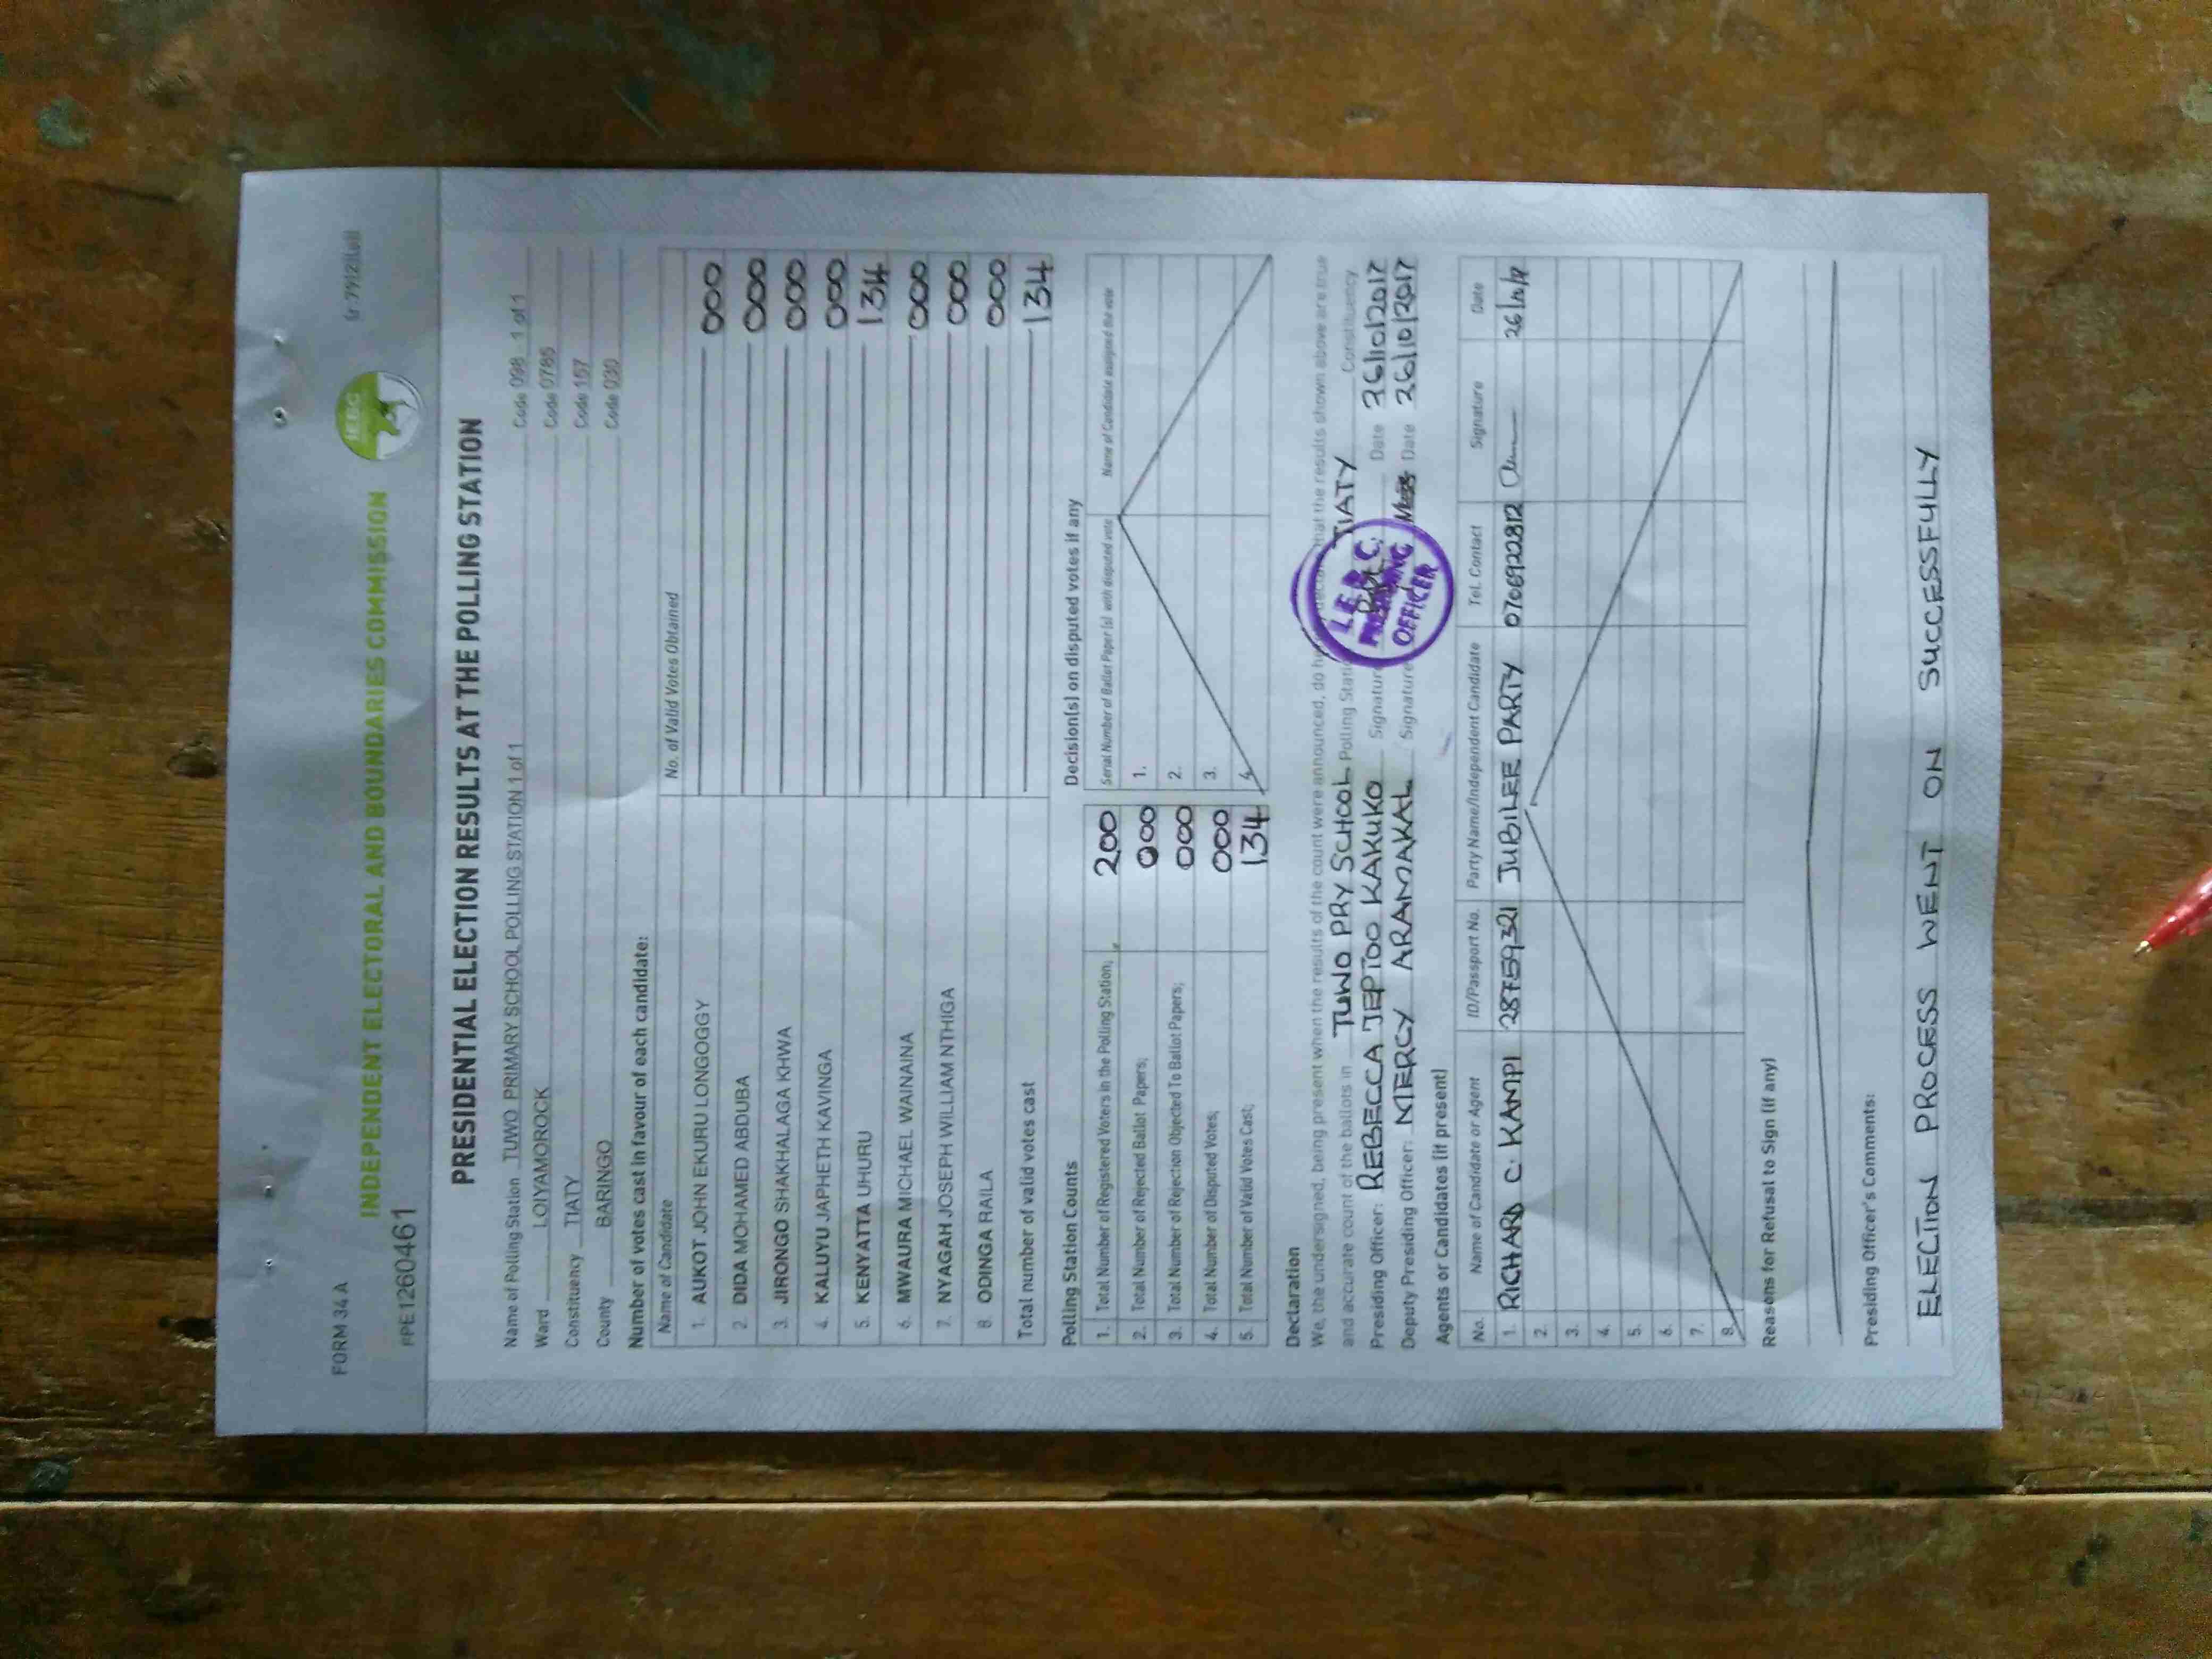 FORM 34 A
INDEPENDENT ELECTORAL AND BOUNDARIES COMMISSION
IEBC
PE1260461
PRESIDENTIAL ELECTION RESULTS AT THE POLLING STATION
Name of Polling Station TUWO PRIMARY SCHOOL POLLING STATION 1 of 1 Code 098 1 of 1
Ward LOIYAMOROCK Code 0785
Constituency TIATY Code 157
County BARINGO Code 030
Number of votes cast in favour of each candidate:
Name of Candidate No. of Valid Votes Obtained
1. AUKOT JOHN EKURU LONGOGGY 000
2. DIDA MOHAMED ABDUBA 000
3. JIRONGO SHAKHALAGA KHWA 000
4. KALUYU JAPHETH KAVINGA 000
5. KENYATTA UHURU 134
6. MWAURA MICHAEL WAINAINA 000
7. NYAGAH JOSEPH WILLIAM NTHIGA 000
8. ODINGA RAILA 000
Total number of valid votes cast 134
Polling Station Counts Decision(s) on disputed votes if any
Serial Number of Ballot Paper (s) with disputed vote Name of Candidate assigned the vote
1. Total Number of Registered Voters in the Polling Station; 200
2. Total Number of Rejected Ballot Papers; 000 1.
3. Total Number of Rejection Objected To Ballot Papers; 000 2.
4. Total Number of Disputed Votes; 000 3.
5. Total Number of Valid Votes Cast; 134 4.
Declaration
We, the undersigned, being present when the results of the count were announced, do that the results shown above are true
and accurate count of the ballots in TUWO PRY SCHOOL Polling TIATY Constituency
Presiding Officer: REBECCA JEPTOO KAKUKO Signature Date 26/10/2017
Deputy Presiding Officer: MERCY ARAMAKAL Signature Date 26/10/2017
OFFICER
Agents or Candidates (if present)
No. Name of Candidate or Agent ID/Passport No. Party Name/Independent Candidate Tel. Contact Signature Date
1. RICHARD C. KAMPI 28759321 JUBILEE PARTY 0706922812 26/10/17
2.
3.
4.
5.
6.
7.
8.
Reasons for Refusal to Sign (if any)
Presiding Officer's Comments:
ELECTION PROCESS WENT ON SUCCESSFULLY